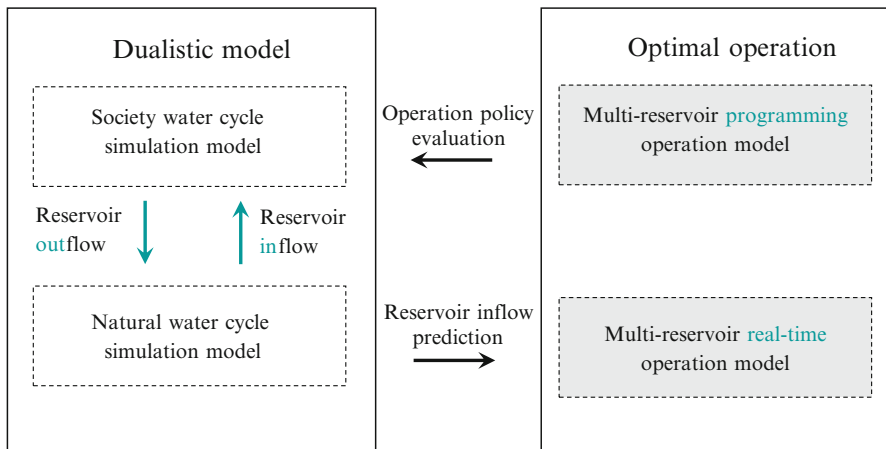 Dualistic model
Society water cycle
simulation model
Reservoir
outflow
Reservoir
inflow
Natural water cycle
simulation model
Operation policy
evaluation
Reservoir inflow
prediction
Optimal operation
Multi-reservoir programming
operation model
Multi-reservoir real-time
operation model